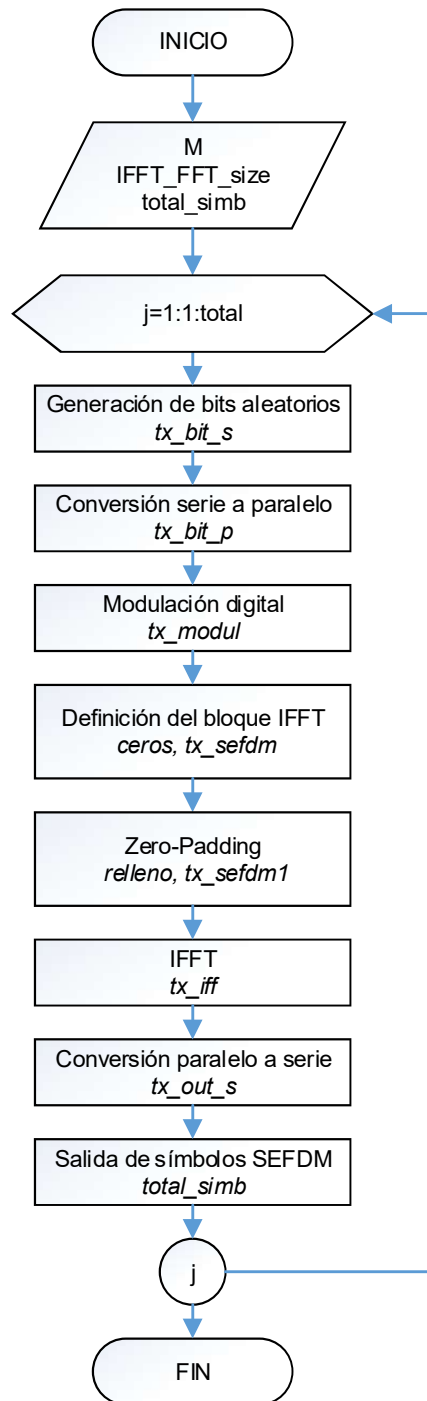 INICIO
M
IFFT_FFT_size
total_simb
j=1:1:total
Generación de bits aleatorios
tx_bit_s
Conversión serie a paralelo
tx_bit_p
Modulación digital
tx_modul
Definición del bloque IFFT
ceros, tx_sefdm
Zero-Padding
relleno, tx_sefdm1
IFFT
tx_iff
Conversión paralelo a serie
tx_out_s
Salida de símbolos SEFDM
total_simb
j
FIN